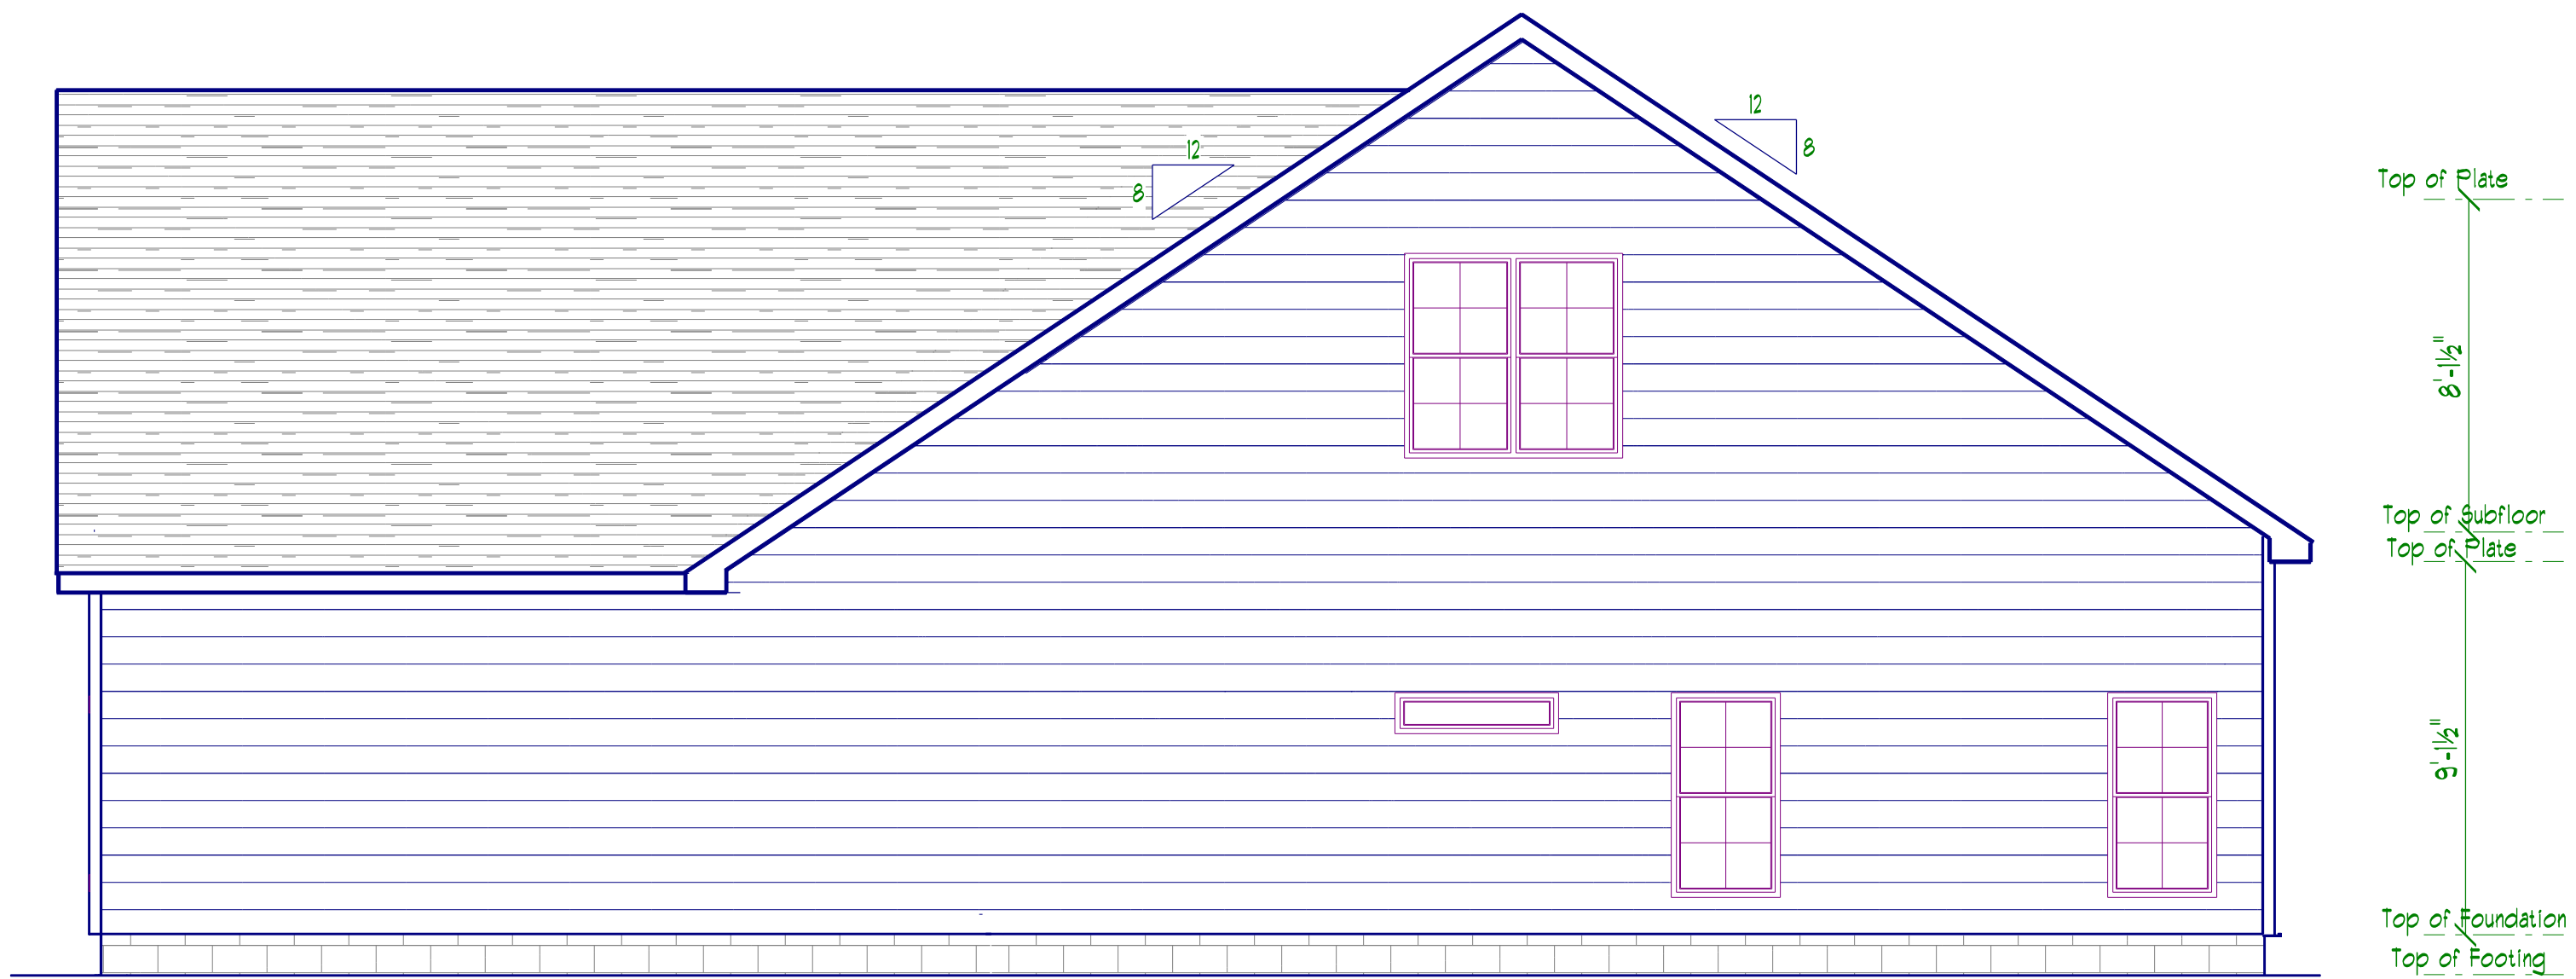 12
8
12
8
Top of Plate
8'-1½"
Top of Subfloor
Top of Plate
9'-1½"
Top of Foundation
Top of Footing